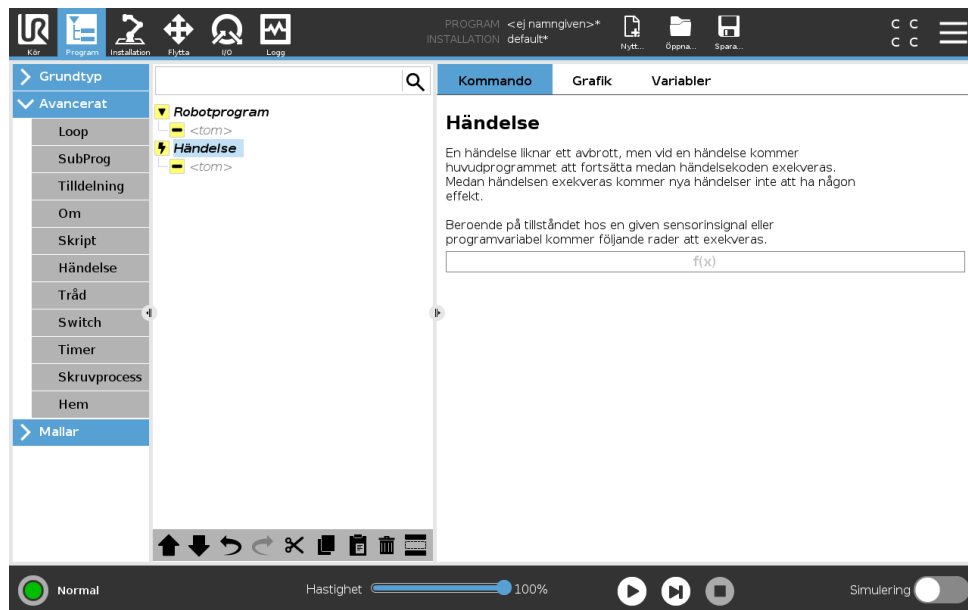 UR
Kör
Program
Installation
Flytta
I/O
Logg
PROGRAM <ej namngiven>*
INSTALLATION default*
Nytt...
Öppna...
Spara...
C C
C C
Grundtyp
Avancerat
Loop
SubProg
Tilldelning
Om
Skript
Händelse
Tråd
Switch
Timer
Skruvprocess
Hem
Mallar
Robotprogram
<tom>
Händelse
<tom>
Kommando Grafik Variabler
Händelse
En händelse liknar ett avbrott, men vid en händelse kommer
huvudprogrammet att fortsätta medan händelsekoden exekveras.
Medan händelsen exekveras kommer nya händelser inte att ha någon
effekt.
Beroende på tillståndet hos en given sensorinsignal eller
programvariabel kommer följande rader att exekveras.
f(x)
Normal
Hastighet 100%
Simulering